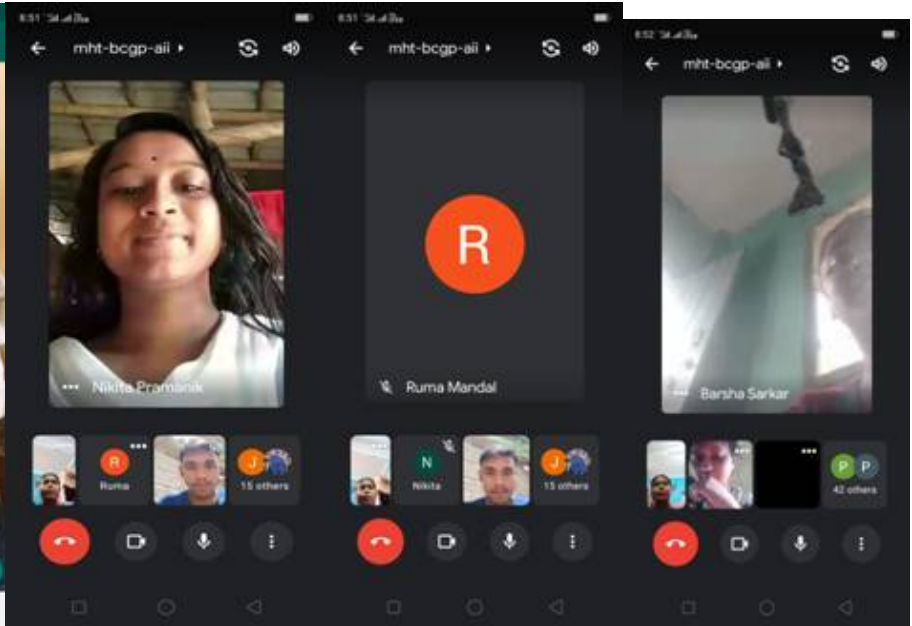 8:51
mht-bcgp-aii
Nikita Pramanik
R
Ruma
J
15 others
8:51
mht-bcgp-aii
R
Ruma Mandal
N
Nikita
J
15 others
8:52
mht-bcgp-aii
Barsha Sarkar
P P
42 others